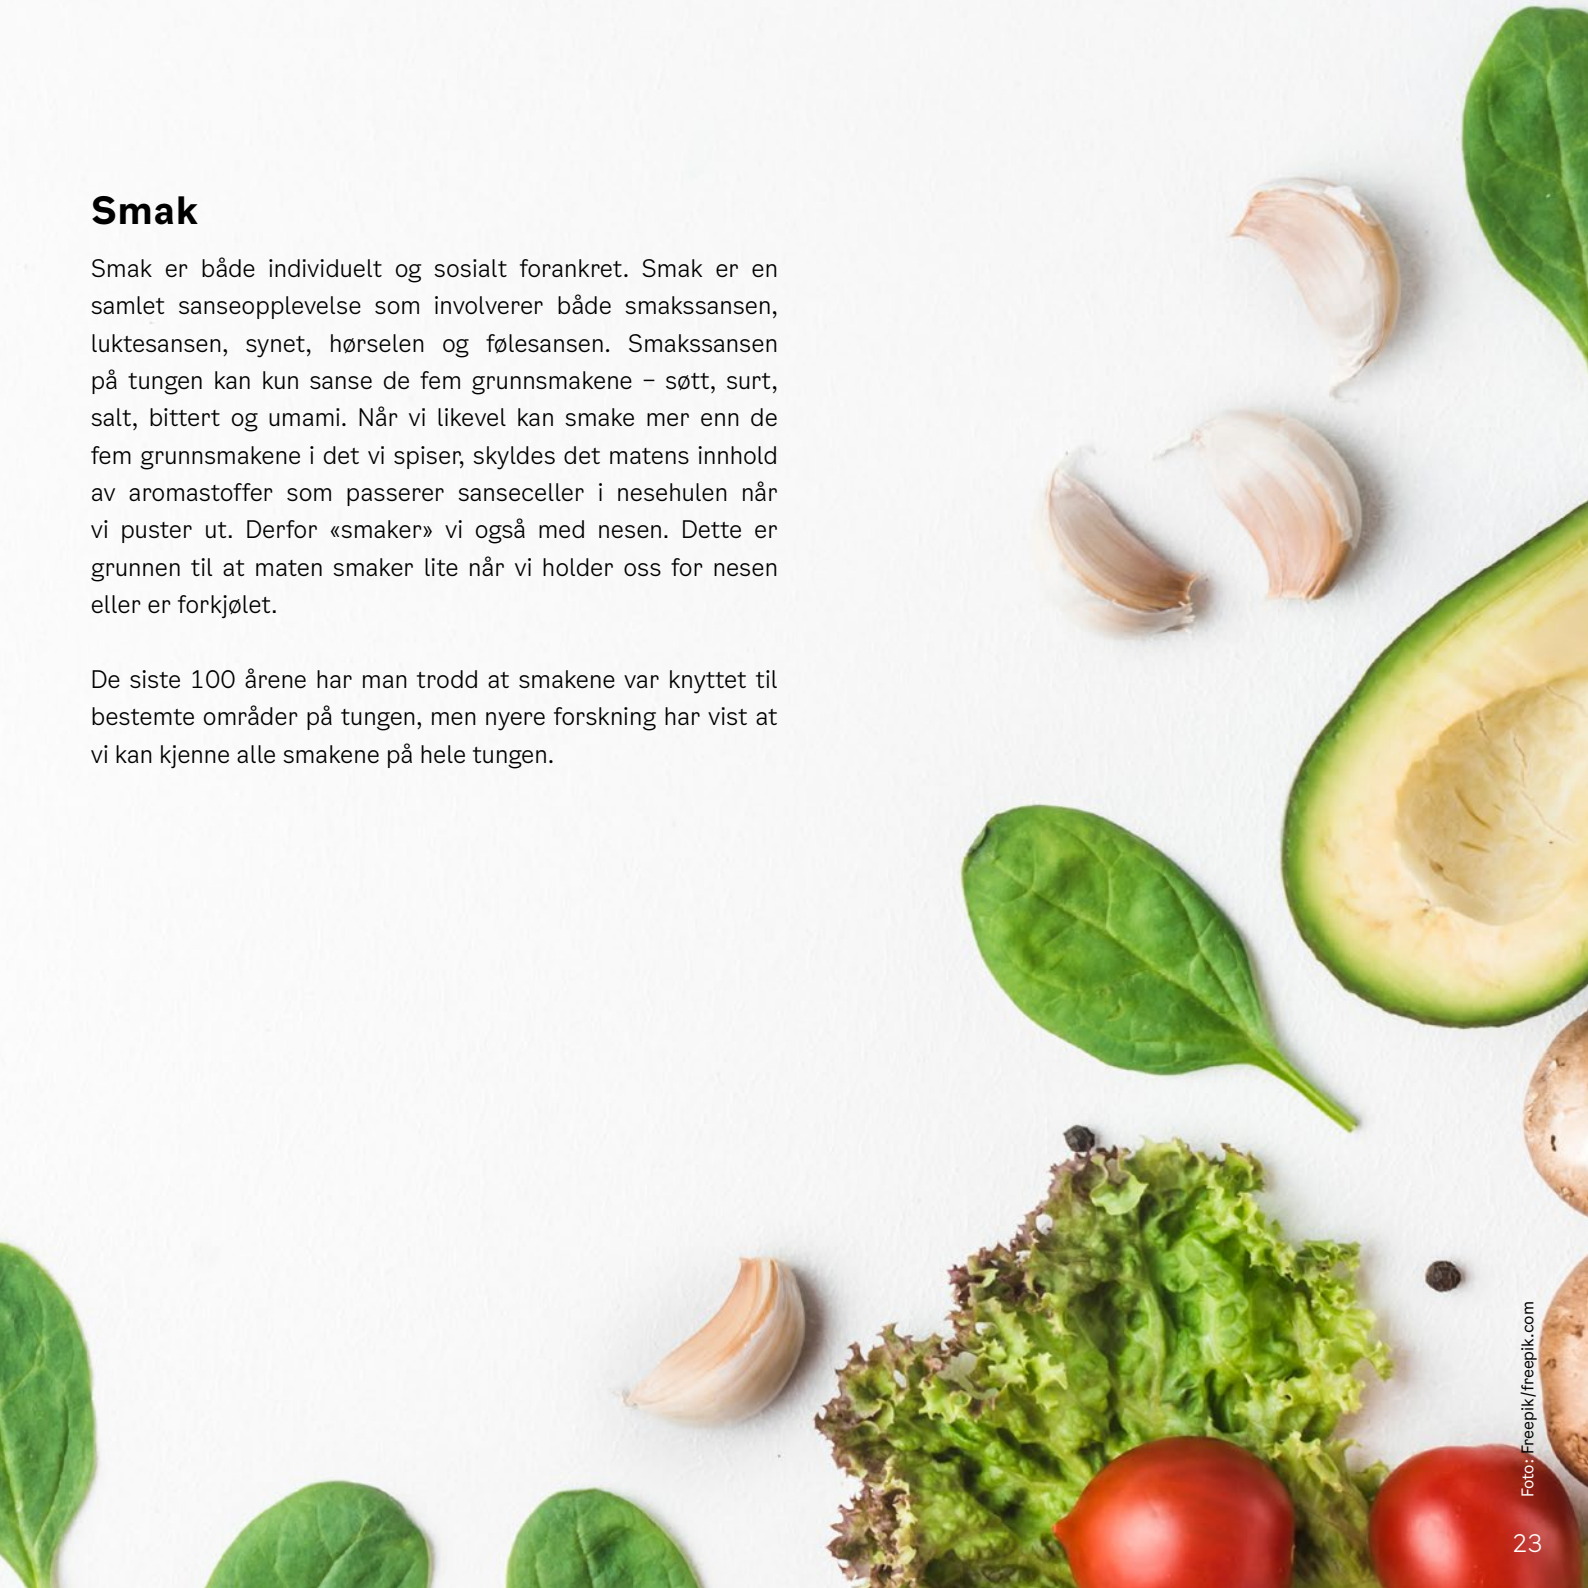 Smak
Smak er både individuelt og sosialt forankret. Smak er en
samlet sanseopplevelse som involverer både smakssansen,
luktesansen, synet, hørselen og følesansen. Smakssansen
på tungen kan kun sanse de fem grunnsmakene – søtt, surt,
salt, bittert og umami. Når vi likevel kan smake mer enn de
fem grunnsmakene i det vi spiser, skyldes det matens innhold
av aromastoffer som passerer sanseceller i nesehulen når
vi puster ut. Derfor «smaker» vi også med nesen. Dette er
grunnen til at maten smaker lite når vi holder oss for nesen
eller er forkjølet.
De siste 100 årene har man trodd at smakene var knyttet til
bestemte områder på tungen, men nyere forskning har vist at
vi kan kjenne alle smakene på hele tungen.
Foto: Freepik/freepik.com
23